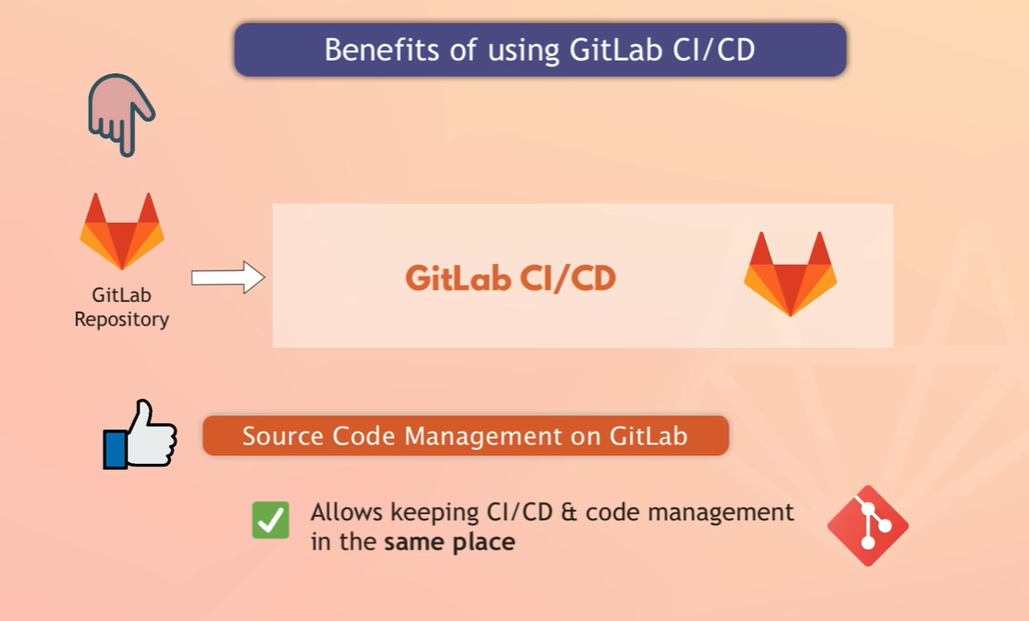 Benefits of using GitLab CI/CD
GitLab
Repository
GitLab CI/CD
Source Code Management on GitLab
Allows keeping CI/CD & code management
in the same place